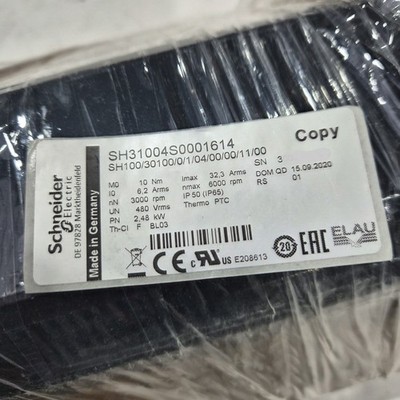 SH31004S0001614
Copy
SH100/30100/0/1/04/00/00/11/00
SN 3
M0 10 Nm Imax 32,3 Arms DOM QD 15.09.2020
I0 6,2 Arms nmax 6000 rpm RS 01
nN 3000 rpm IP50 (IP65)
UN 480 Vrms Thermo PTC
PN 2,48 kW
Th-Cl F BL03
Schneider
Electric
DE 97828 Marktheidenfeld
Made in Germany
CE c RU US E208613
20 EAC ELAU